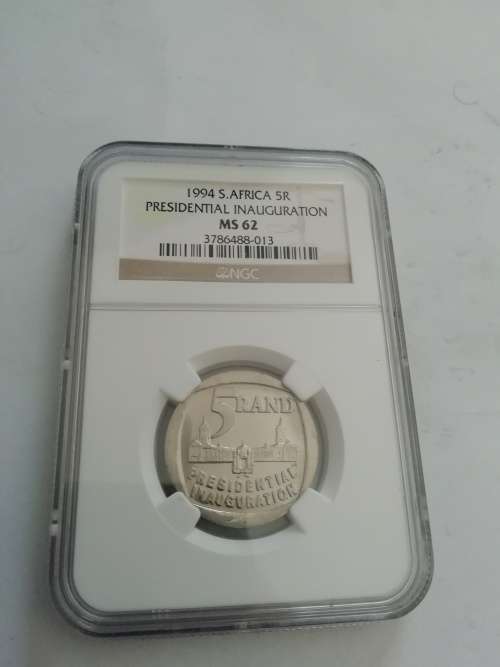 1994 S.AFRICA 5R
PRESIDENTIAL INAUGURATION
MS 62
3786488-013
NGC
5 RAND
PRESIDENTIAL
INAUGURATION